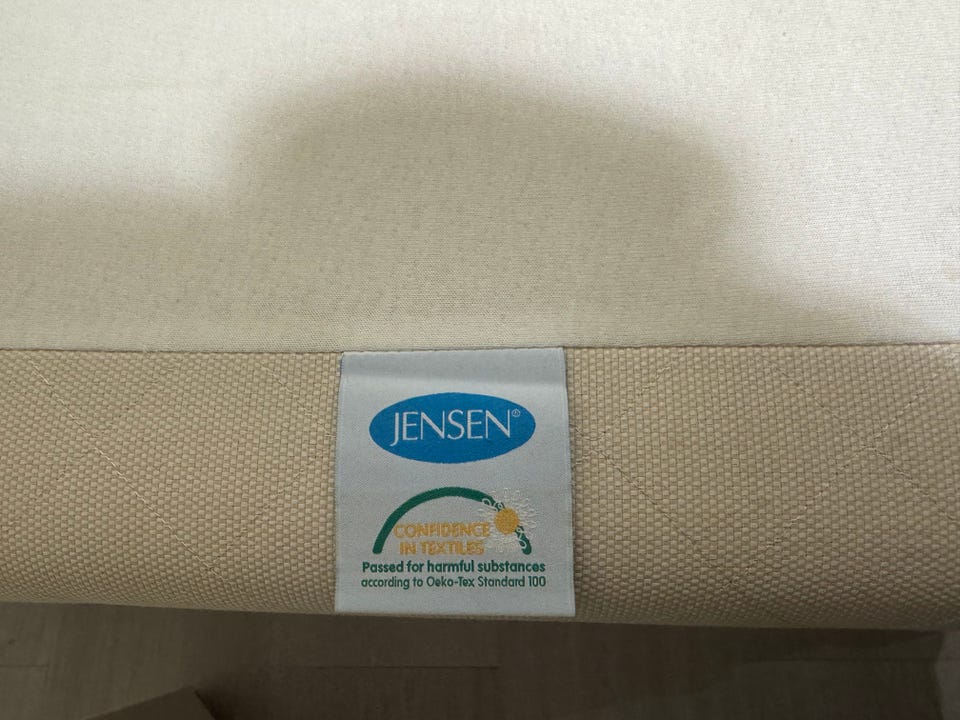 JENSEN®
CONFIDENCE
IN TEXTILES
Passed for harmful substances
according to Oeko-Tex Standard 100